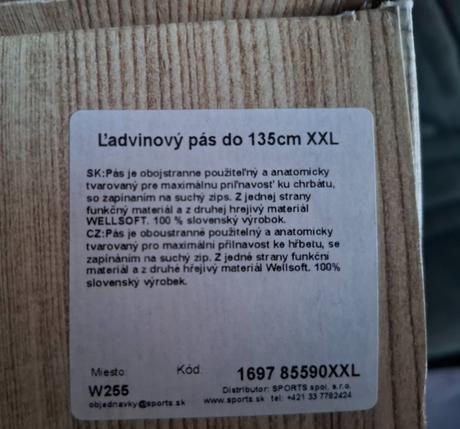 Ľadvinový pás do 135cm XXL
SK:Pás je obojstranne použiteľný a anatomicky
tvarovaný pre maximálnu priľnavosť ku chrbátu,
so zapínaním na suchý zips. Z jednej strany
funkčný materiál a z druhej hrejivý materiál
WELLSOFT. 100 % slovenský výrobok.
CZ:Pás je oboustranne použitelný a anatomicky
tvarovaný pro maximální přilnavost ke hřbetu, se
zapínáním na suchý zip. Z jedné strany funkční
materiál a z druhé hřejivý materiál Wellsoft. 100%
slovenský výrobek.
Miesto: Kód: 1697 85590XXL
W255 Distributor: SPORTS spol. s.r.o.
objednavky@sports.sk www.sports.sk tel: +421 33 7782424